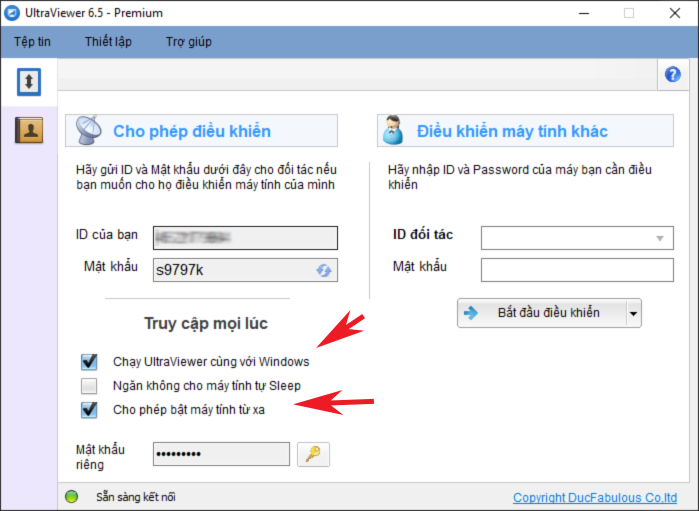 UltraViewer 6.5 - Premium
Tệp tin
Thiết lập
Trợ giúp
Cho phép điều khiển
Hãy gửi ID và Mật khẩu dưới đây cho đối tác nếu
bạn muốn cho họ điều khiển máy tính của mình
ID của bạn
Mật khẩu
s9797k
Truy cập mọi lúc
Chạy UltraViewer cùng với Windows
Ngăn không cho máy tính tự Sleep
Cho phép bật máy tính từ xa
Mật khẩu
riêng
Điều khiển máy tính khác
Hãy nhập ID và Password của máy bạn cần điều
khiển
ID đối tác
Mật khẩu
Bắt đầu điều khiển
Sẵn sàng kết nối
Copyright DucFabulous Co,ltd